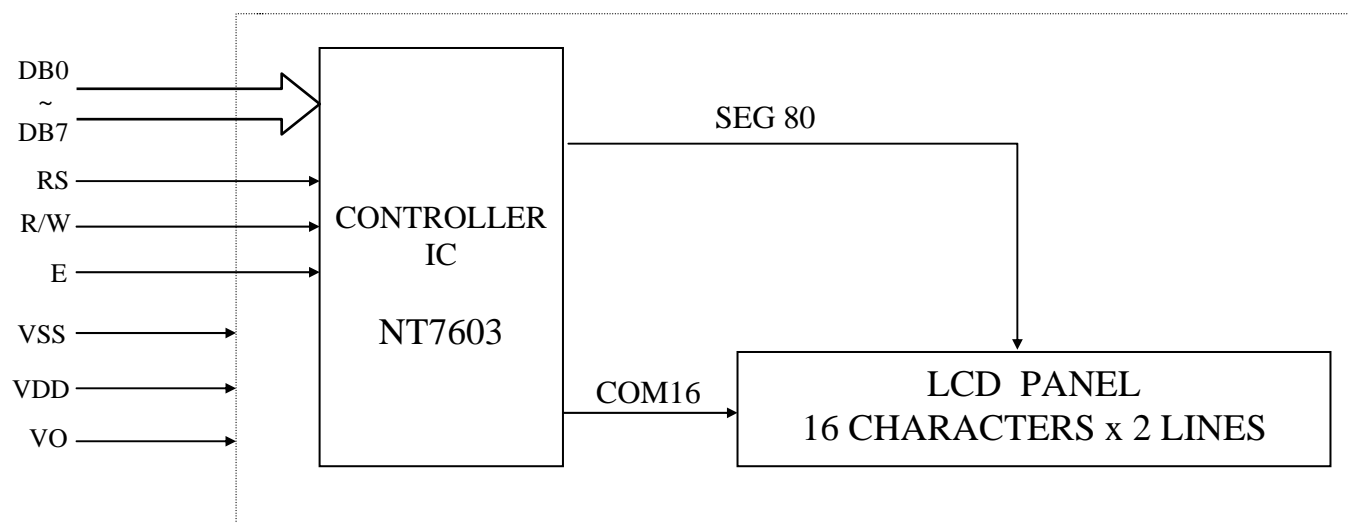 DB0
~
DB7
RS
R/W
E
VSS
VDD
VO
CONTROLLER
IC
NT7603
SEG 80
COM16
LCD PANEL
16 CHARACTERS x 2 LINES